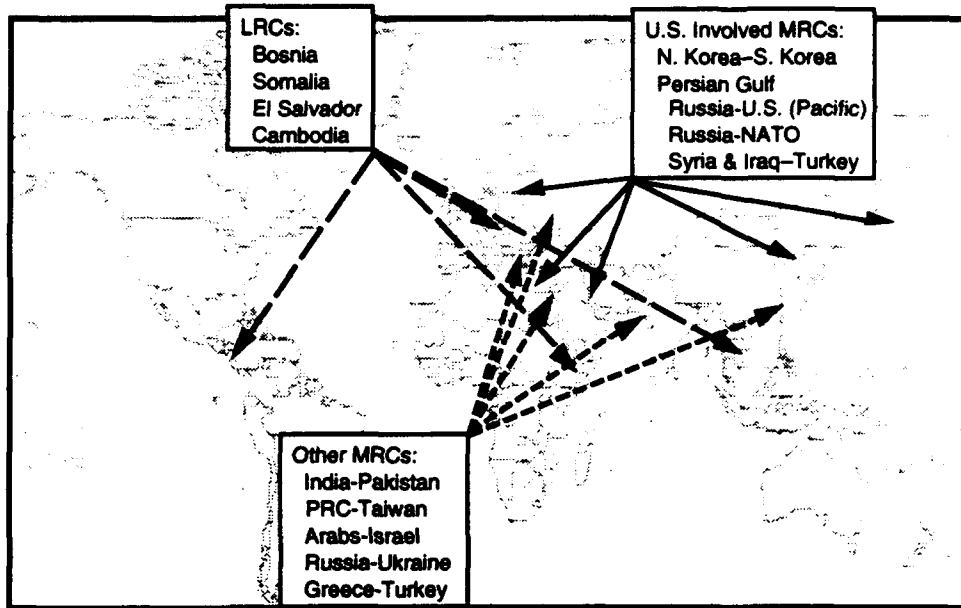 LRCs:
Bosnia
Somalia
El Salvador
Cambodia
U.S. Involved MRCs:
N. Korea–S. Korea
Persian Gulf
Russia-U.S. (Pacific)
Russia-NATO
Syria & Iraq–Turkey
Other MRCs:
India-Pakistan
PRC-Taiwan
Arabs-Israel
Russia-Ukraine
Greece-Turkey